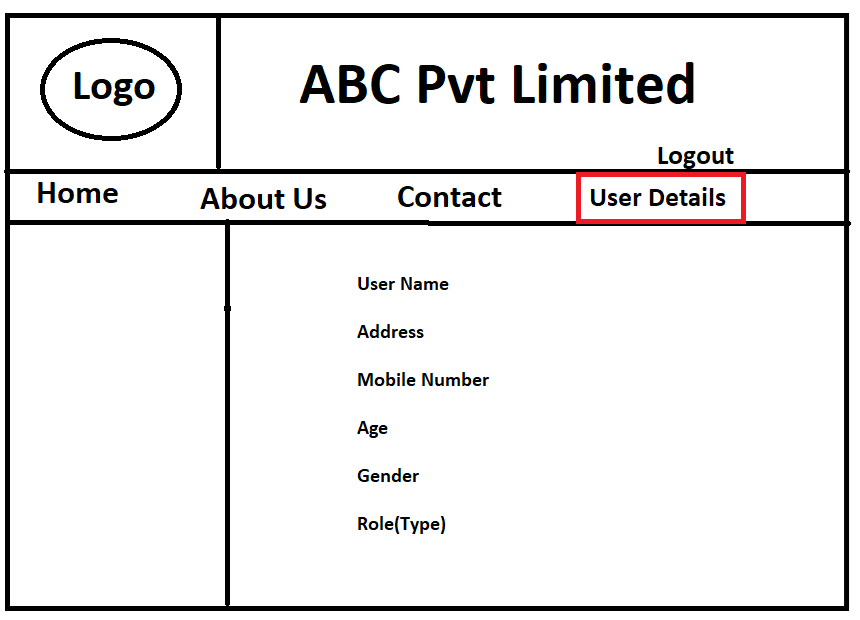 Logo
ABC Pvt Limited
Logout
Home
About Us
Contact
User Details
User Name
Address
Mobile Number
Age
Gender
Role(Type)